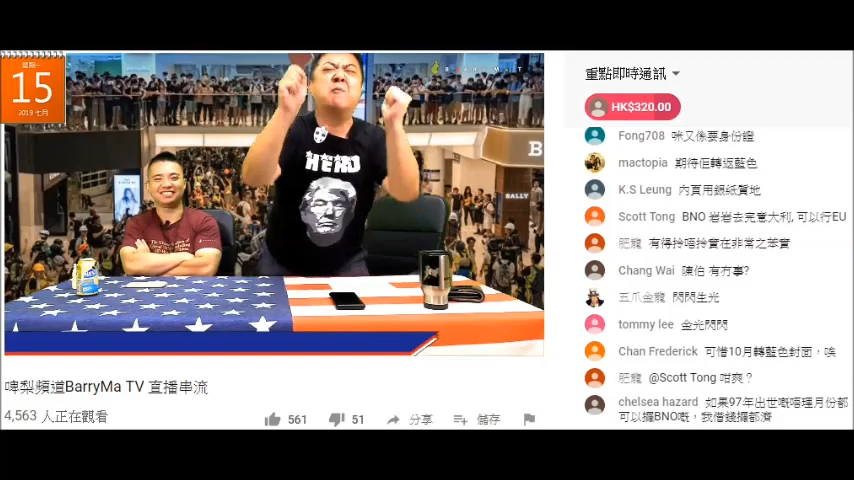 星期一
15
2019 七月
HERO
B
BALLY
啤梨頻道BarryMa TV 直播串流
4,563 人正在觀看
561
51
分享
儲存
重點即時通訊
HK$320.00
Fong708 咪又係要身份證
mactopia 期待佢轉返藍色
K.S Leung 內頁用銀紙質地
Scott Tong BNO 岩岩去完意大利, 可以行EU
肥龍 有得拎唔拎實在非常之笨實
Chang Wai 陳伯 有冇事?
五爪金龍 閃閃生光
tommy lee 金光閃閃
Chan Frederick 可惜10月轉藍色封面，唉
肥龍 @Scott Tong 咁爽？
chelsea hazard 如果97年出世嘅唔理月份都
可以攞BNO嘅，我借錢攞都濟